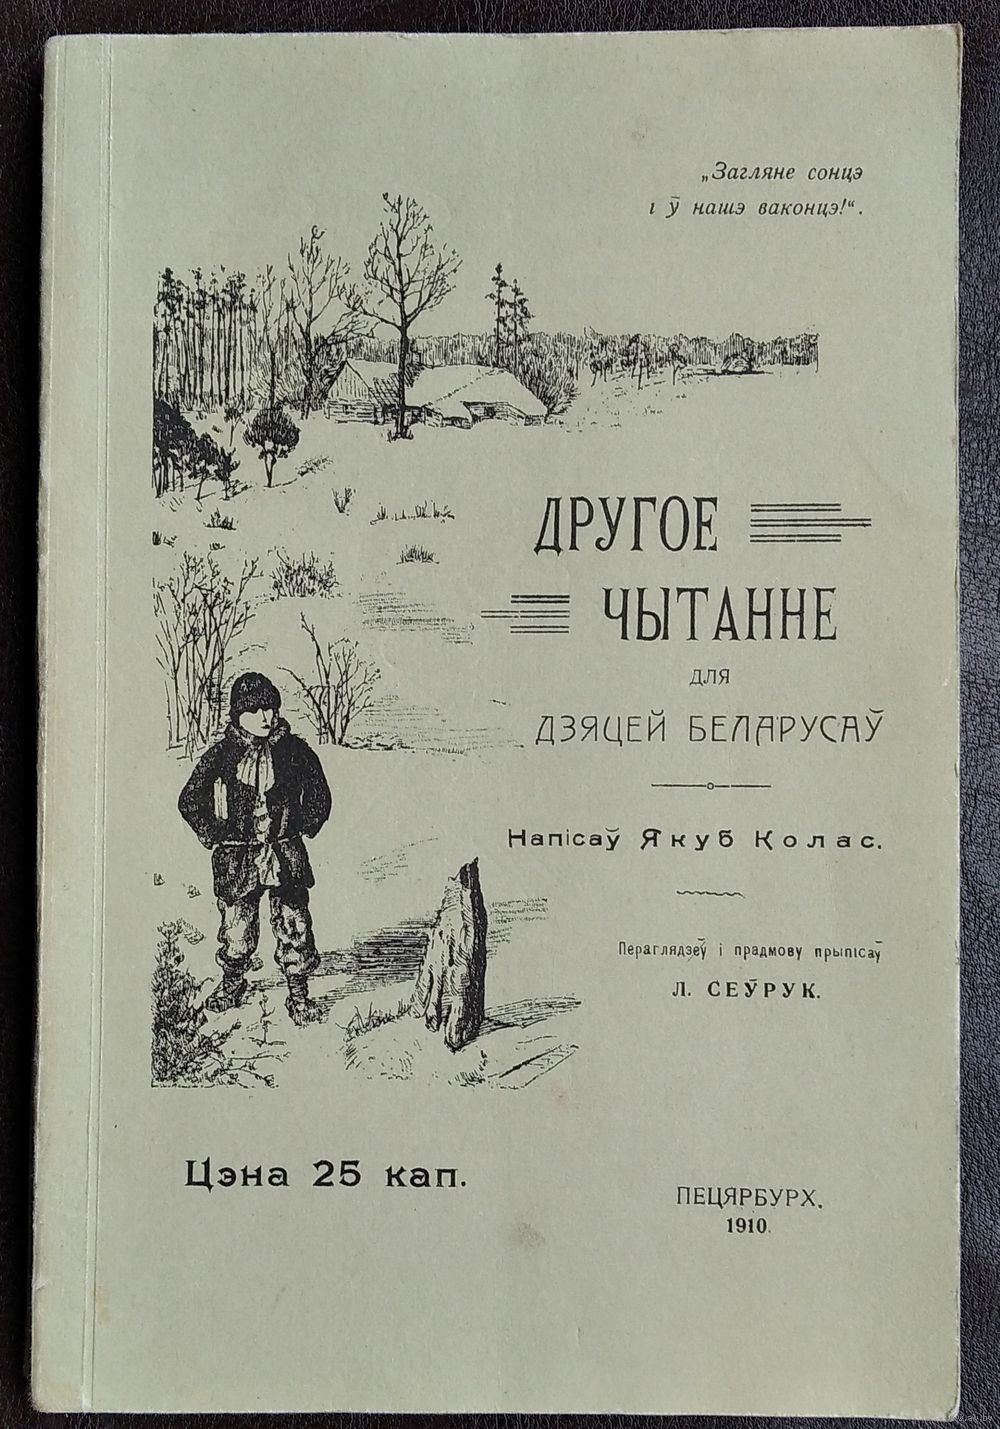 „Загляне сонцэ
і ў нашэ ваконцэ!“.
ДРУГОЕ
ЧЫТАННЕ
ДЛЯ
ДЗЯЦЕЙ БЕЛАРУСАЎ
Напісаў Якуб Колас.
Пераглядзеў і прадмову прыпісаў
Л. СЕЎРУК.
Цэна 25 кап.
ПЕЦЯРБУРХ.
1910.